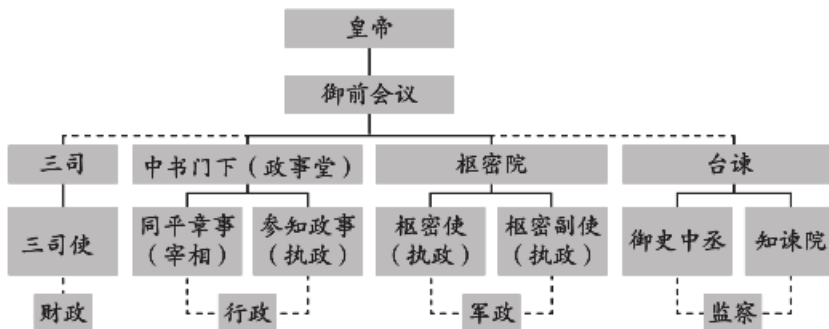 皇帝
御前会议
三司
中书门下（政事堂）
枢密院
台谏
三司使
同平章事
（宰相）
参知政事
（执政）
枢密使
（执政）
枢密副使
（执政）
御史中丞
知谏院
财政
行政
军政
监察